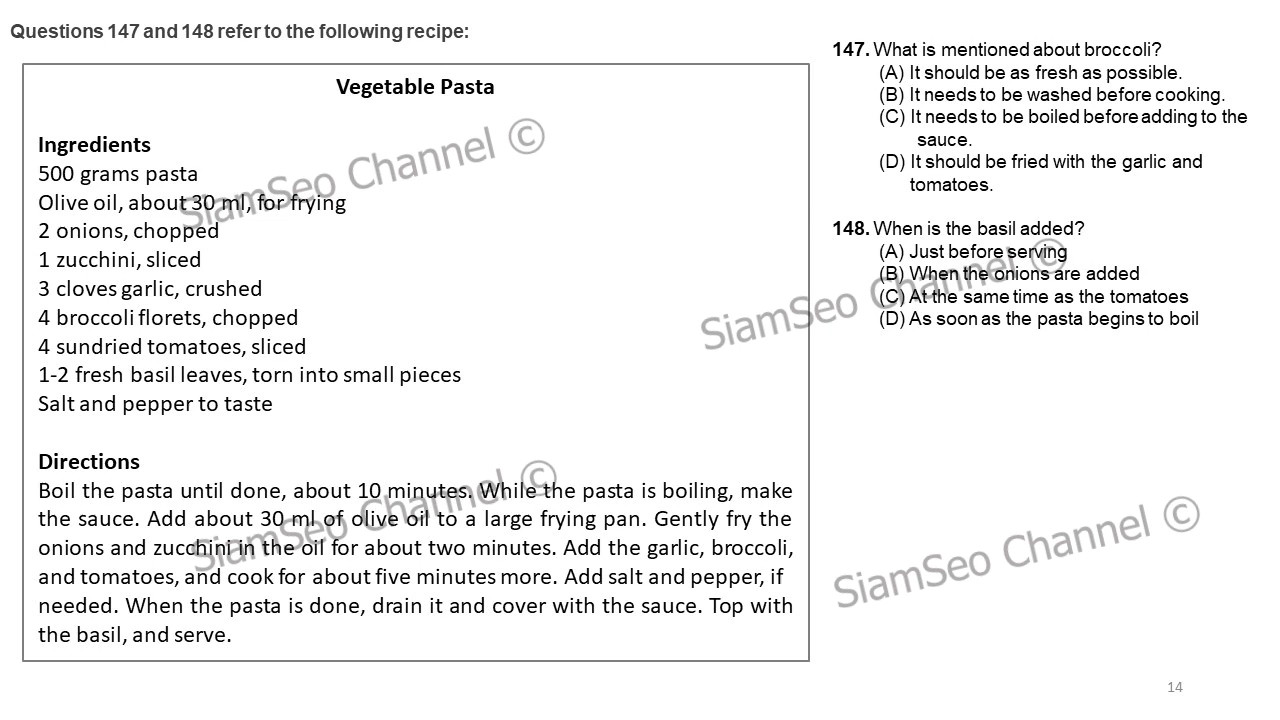 Questions 147 and 148 refer to the following recipe:
Vegetable Pasta
Ingredients
500 grams pasta
Olive oil, about 30 ml, for frying
2 onions, chopped
1 zucchini, sliced
3 cloves garlic, crushed
4 broccoli florets, chopped
4 sundried tomatoes, sliced
1-2 fresh basil leaves, torn into small pieces
Salt and pepper to taste
Directions
Boil the pasta until done, about 10 minutes. While the pasta is boiling, make
the sauce. Add about 30 ml of olive oil to a large frying pan. Gently fry the
onions and zucchini in the oil for about two minutes. Add the garlic, broccoli,
and tomatoes, and cook for about five minutes more. Add salt and pepper, if
needed. When the pasta is done, drain it and cover with the sauce. Top with
the basil, and serve.
147. What is mentioned about broccoli?
(A) It should be as fresh as possible.
(B) It needs to be washed before cooking.
(C) It needs to be boiled before adding to the
sauce.
(D) It should be fried with the garlic and
tomatoes.
148. When is the basil added?
(A) Just before serving
(B) When the onions are added
(C) At the same time as the tomatoes
(D) As soon as the pasta begins to boil
SiamSeo Channel ©
SiamSeo Channel ©
SiamSeo Channel ©
SiamSeo Channel ©
14